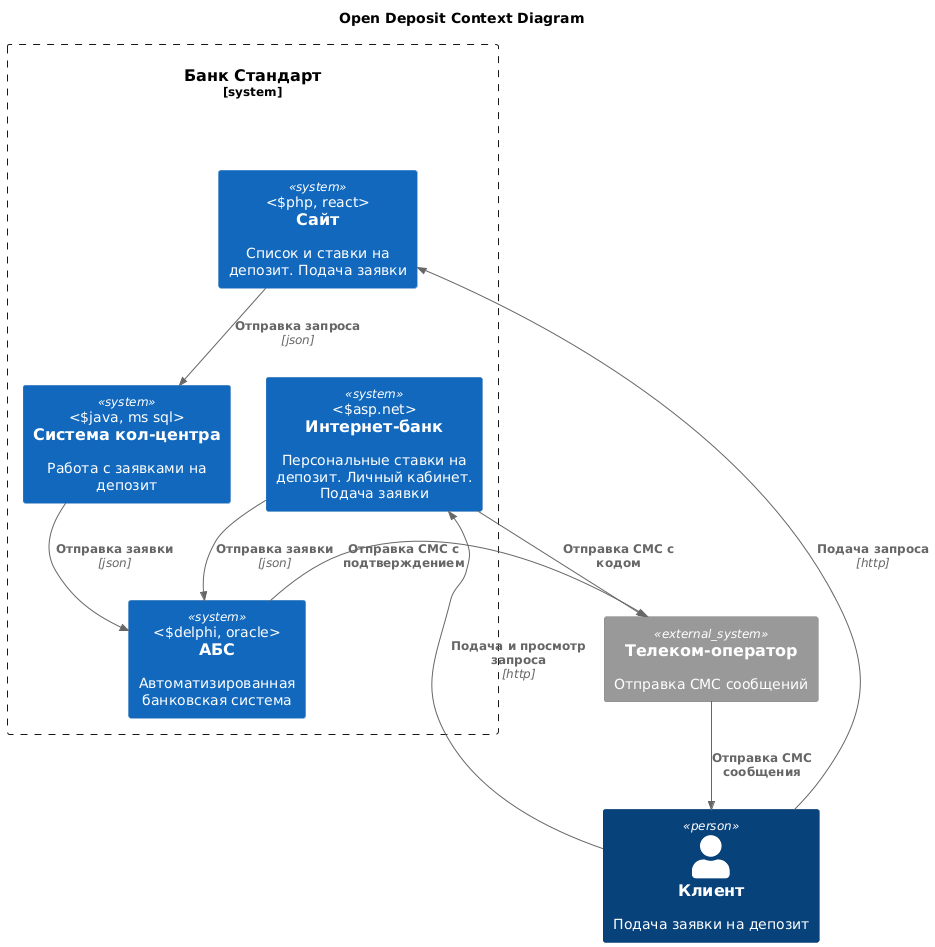 Open Deposit Context Diagram
Банк Стандарт
[system]
«system»
<$php, react>
Сайт
Список и ставки на
депозит. Подача заявки
Отправка запроса
[json]
«system»
<$java, ms sql>
Система кол-центра
Работа с заявками на
депозит
«system»
<$asp.net>
Интернет-банк
Персональные ставки на
депозит. Личный кабинет.
Подача заявки
Отправка заявки
[json]
Отправка заявки
[json]
Отправка СМС с
подтверждением
Отправка СМС с
кодом
Подача запроса
[http]
«system»
<$delphi, oracle>
АБС
Автоматизированная
банковская система
Подача и просмотр
запроса
[http]
«external_system»
Телеком-оператор
Отправка СМС сообщений
Отправка СМС
сообщения
«person»
Клиент
Подача заявки на депозит